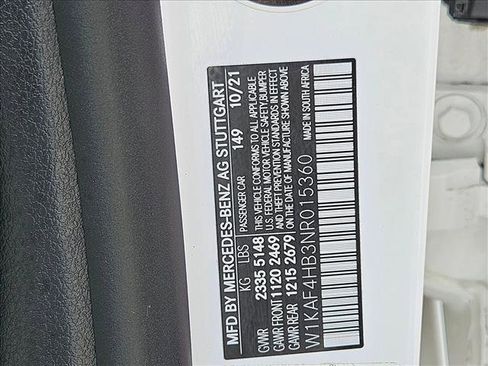 MFD BY MERCEDES-BENZ AG STUTTGART
KG LBS PASSENGER CAR 149 10/21
GVWR 2335 5148 THIS VEHICLE CONFORMS TO ALL APPLICABLE
U.S. FEDERAL MOTOR VEHICLE SAFETY, BUMPER
GAWR FRONT 1120 2469 AND THEFT PREVENTION STANDARDS IN EFFECT
GAWR REAR 1215 2679 ON THE DATE OF MANUFACTURE SHOWN ABOVE
W1KAF4HB3NR015360 MADE IN SOUTH AFRICA